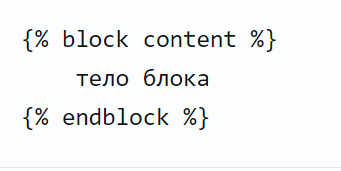 {% block content %}
тело блока
{% endblock %}